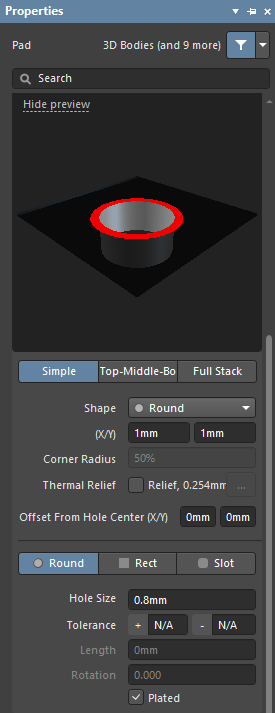 Properties
Pad 3D Bodies (and 9 more)
Search
Hide preview
Simple Top-Middle-Bo Full Stack
Shape Round
(X/Y) 1mm 1mm
Corner Radius 50%
Thermal Relief Relief, 0.254mm ...
Offset From Hole Center (X/Y) 0mm 0mm
Round Rect Slot
Hole Size 0.8mm
Tolerance + N/A - N/A
Length 0mm
Rotation 0.000
Plated